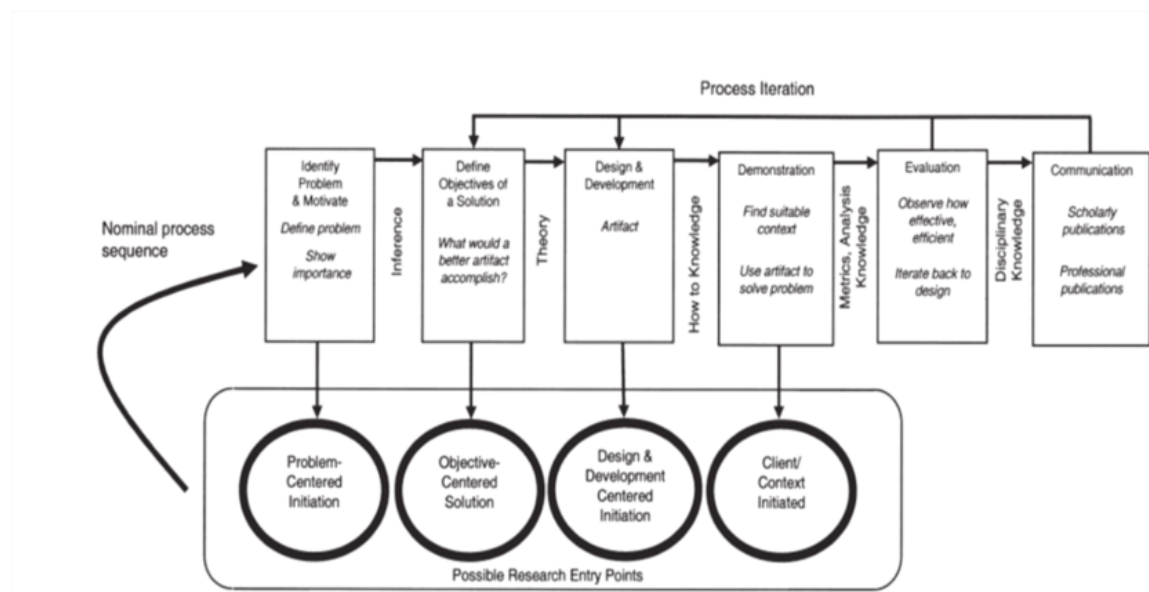 Process Iteration
Nominal process
sequence
Identify
Problem
& Motivate
Define problem
Show
importance
Inference
Define
Objectives of
a Solution
What would a
better artifact
accomplish?
Theory
Design &
Development
Artifact
How to Knowledge
Demonstration
Find suitable
context
Use artifact to
solve problem
Metrics, Analysis
Knowledge
Evaluation
Observe how
effective,
efficient
Iterate back to
design
Disciplinary
Knowledge
Communication
Scholarly
publications
Professional
publications
Problem-
Centered
Initiation
Objective-
Centered
Solution
Design &
Development
Centered
Initiation
Client/
Context
Initiated
Possible Research Entry Points